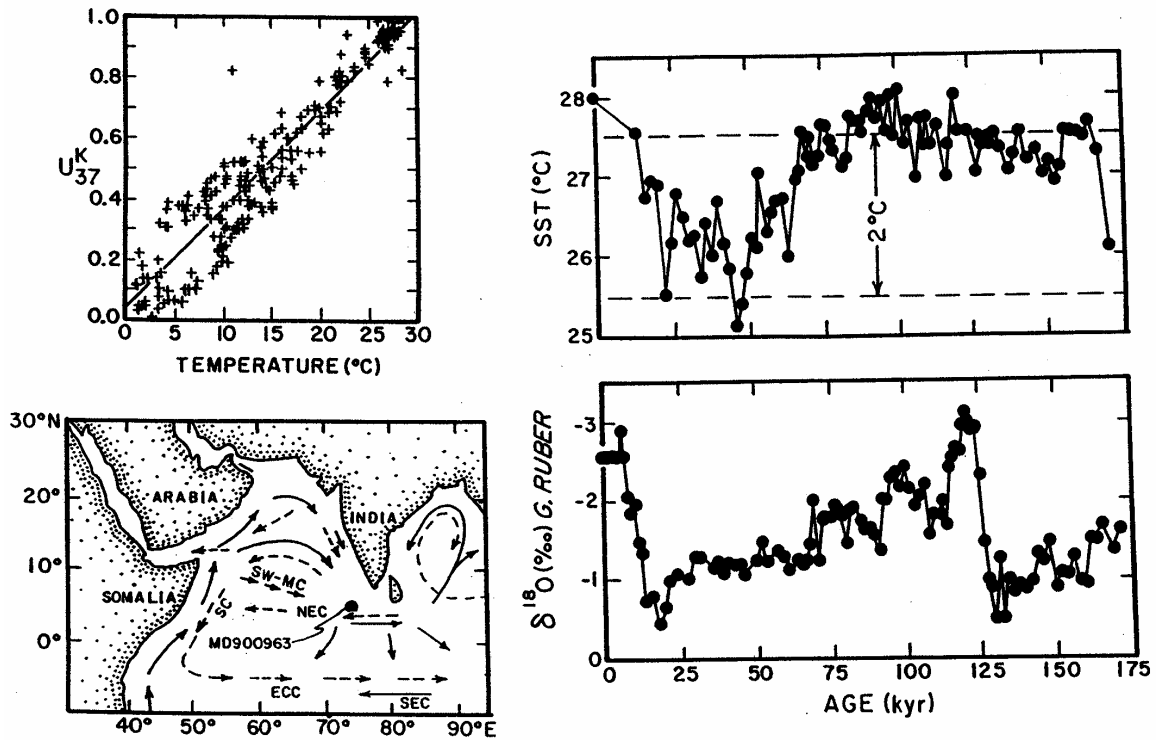 1.0
0.8
0.6
0.4
0.2
0.0
U37K
0 5 10 15 20 25 30
TEMPERATURE (°C)
28
27
26
25
SST (°C)
2°C
30°N
20°
10°
0°
ARABIA
INDIA
SOMALIA
SW-MC
SC
NEC
MD900963
ECC
SEC
40° 50° 60° 70° 80° 90°E
-3
-2
-1
0
δ18O (‰) G. RUBER
0 25 50 75 100 125 150 175
AGE (kyr)